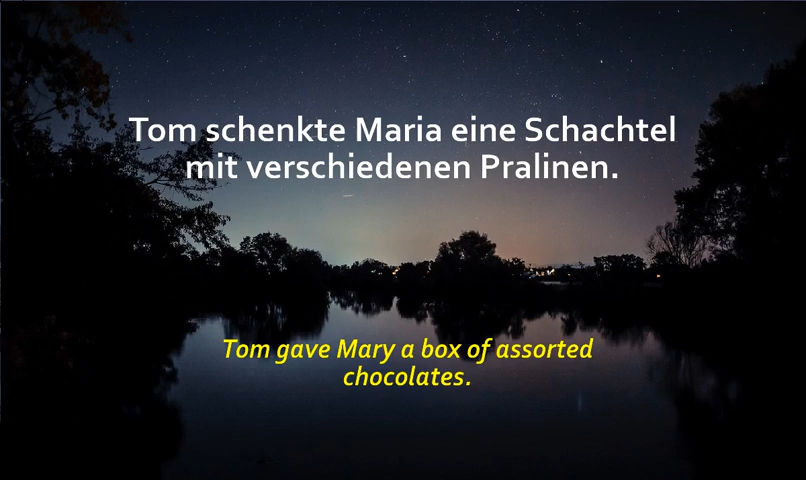 Tom schenkte Maria eine Schachtel
mit verschiedenen Pralinen.
Tom gave Mary a box of assorted
chocolates.